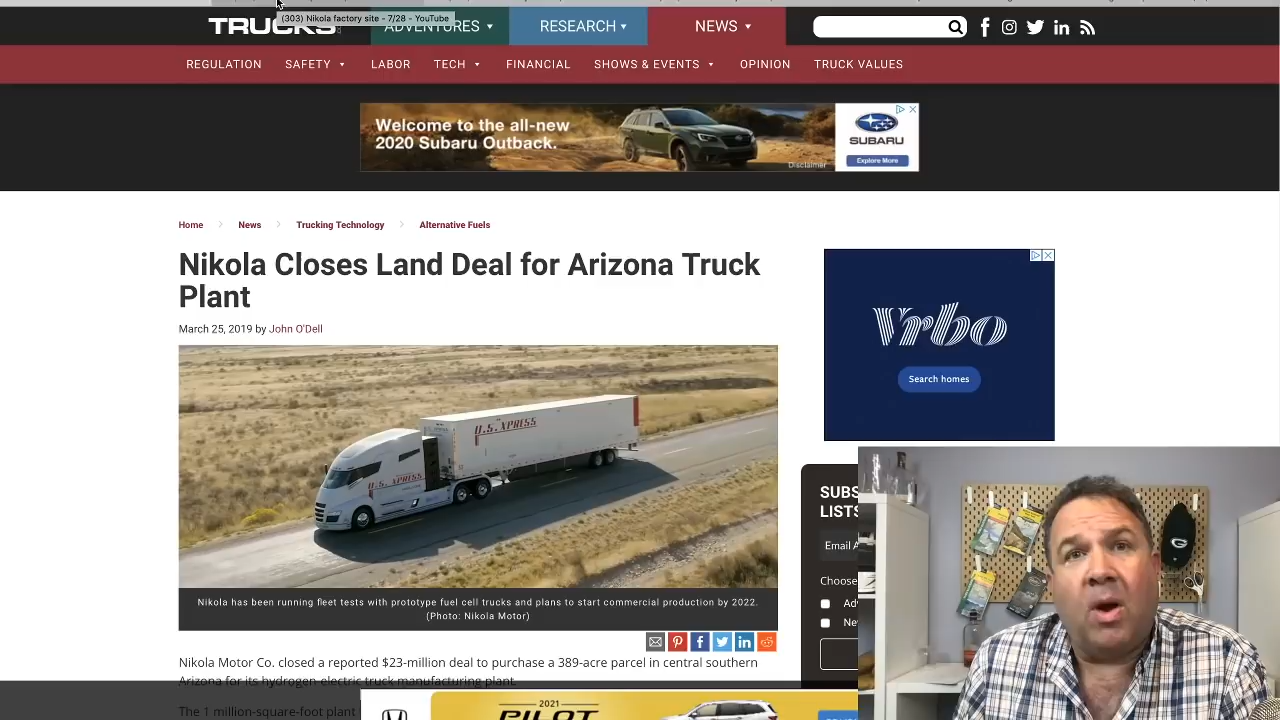 (303) Nikola factory site - 7/28 - YouTube
TRUCKS
ADVENTURES
RESEARCH
NEWS
REGULATION
SAFETY
LABOR
TECH
FINANCIAL
SHOWS & EVENTS
OPINION
TRUCK VALUES
Welcome to the all-new
2020 Subaru Outback.
Disclaimer
SUBARU
Explore More
Home
News
Trucking Technology
Alternative Fuels
Nikola Closes Land Deal for Arizona Truck
Plant
March 25, 2019 by John O'Dell
Vrbo
Search homes
U.S. XPRESS
U.S. XPRESS
Nikola has been running fleet tests with prototype fuel cell trucks and plans to start commercial production by 2022.
(Photo: Nikola Motor)
SUBS
LISTS
Email A
Choose
Ad
Ne
Nikola Motor Co. closed a reported $23-million deal to purchase a 389-acre parcel in central southern
Arizona for its hydrogen-electric truck manufacturing plant.
The 1 million-square-foot plant
2021
PILOT
G